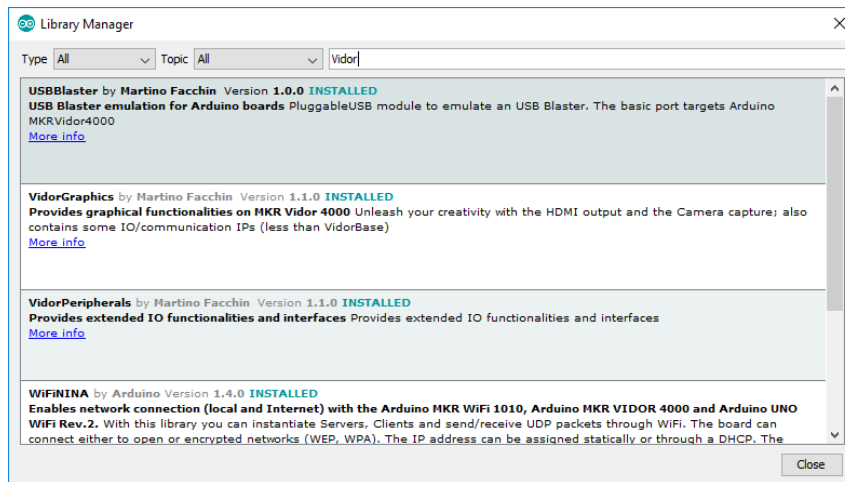 Library Manager
Type All Topic All Vidor
USBBlaster by Martino Facchin Version 1.0.0 INSTALLED
USB Blaster emulation for Arduino boards PluggableUSB module to emulate an USB Blaster. The basic port targets Arduino
MKRVidor4000
More info
VidorGraphics by Martino Facchin Version 1.1.0 INSTALLED
Provides graphical functionalities on MKR Vidor 4000 Unleash your creativity with the HDMI output and the Camera capture; also
contains some IO/communication IPs (less than VidorBase)
More info
VidorPeripherals by Martino Facchin Version 1.1.0 INSTALLED
Provides extended IO functionalities and interfaces Provides extended IO functionalities and interfaces
More info
WiFiNINA by Arduino Version 1.4.0 INSTALLED
Enables network connection (local and Internet) with the Arduino MKR WiFi 1010, Arduino MKR VIDOR 4000 and Arduino UNO
WiFi Rev.2. With this library you can instantiate Servers, Clients and send/receive UDP packets through WiFi. The board can
connect either to open or encrypted networks (WEP, WPA). The IP address can be assigned statically or through a DHCP. The
Close